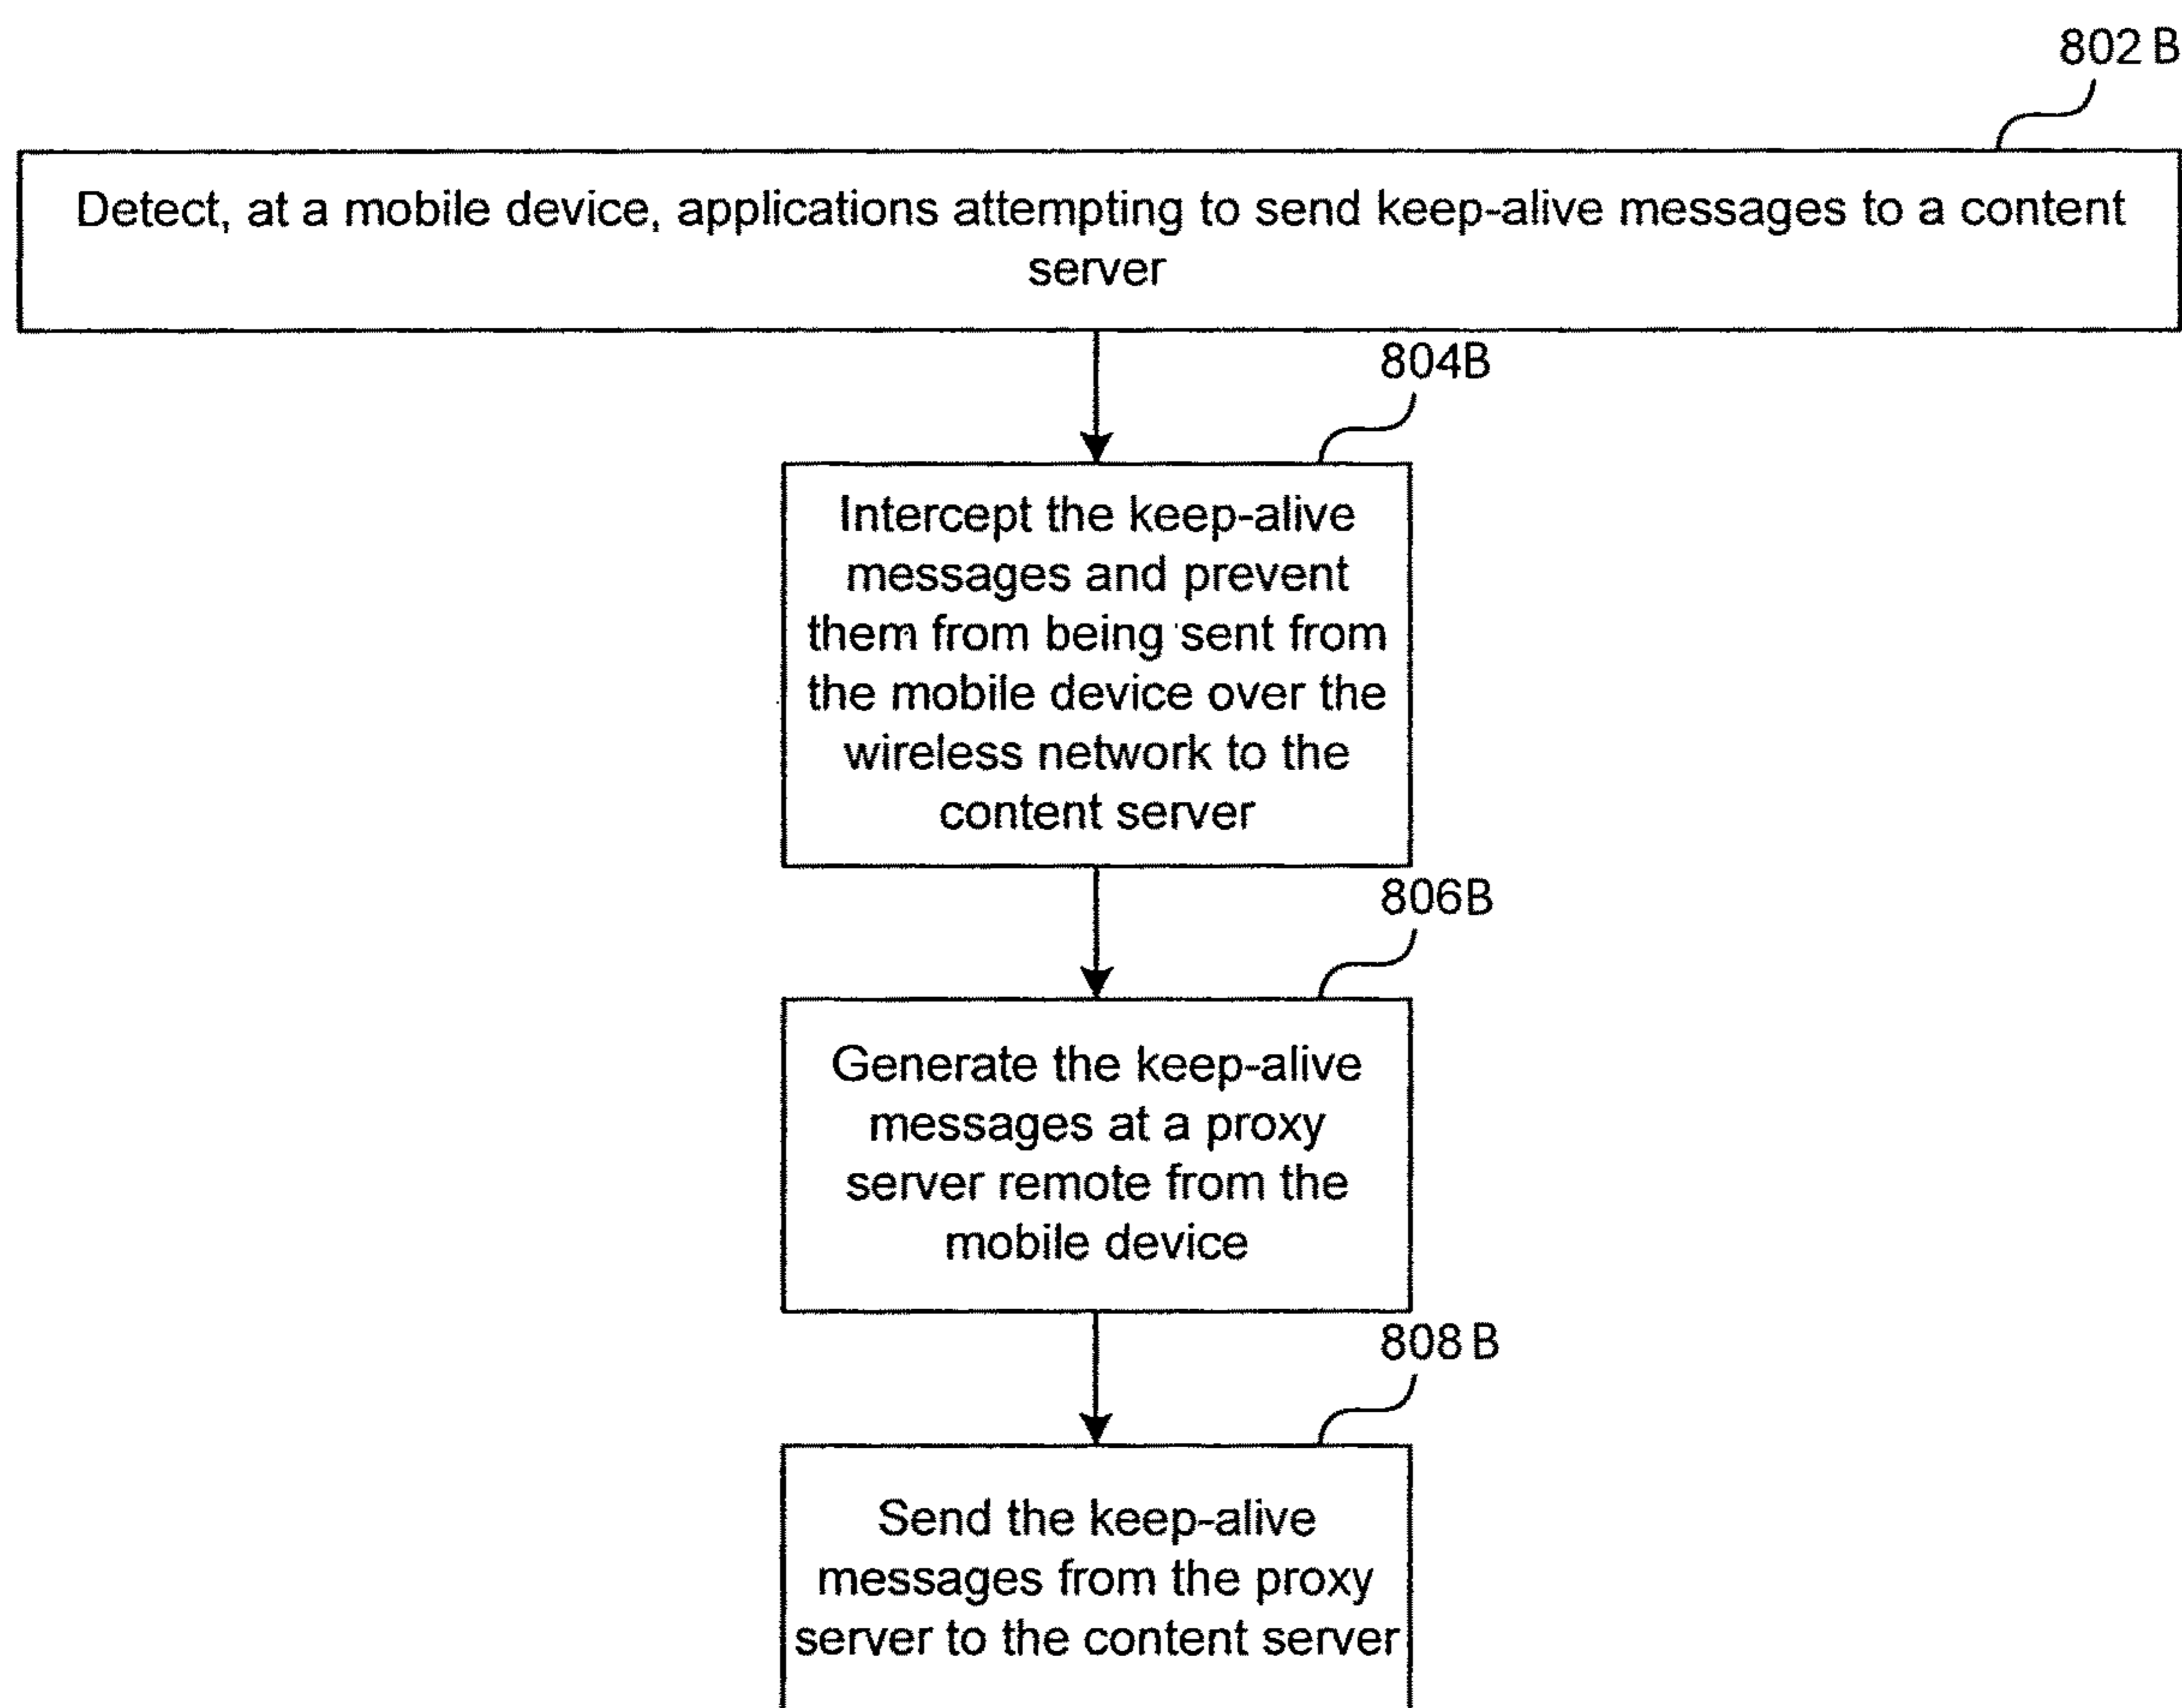 802 B
Detect, at a mobile device, applications attempting to send keep-alive messages to a content
server
804B
Intercept the keep-alive
messages and prevent
them from being sent from
the mobile device over the
wireless network to the
content server
806B
Generate the keep-alive
messages at a proxy
server remote from the
mobile device
808 B
Send the keep-alive
messages from the proxy
server to the content server